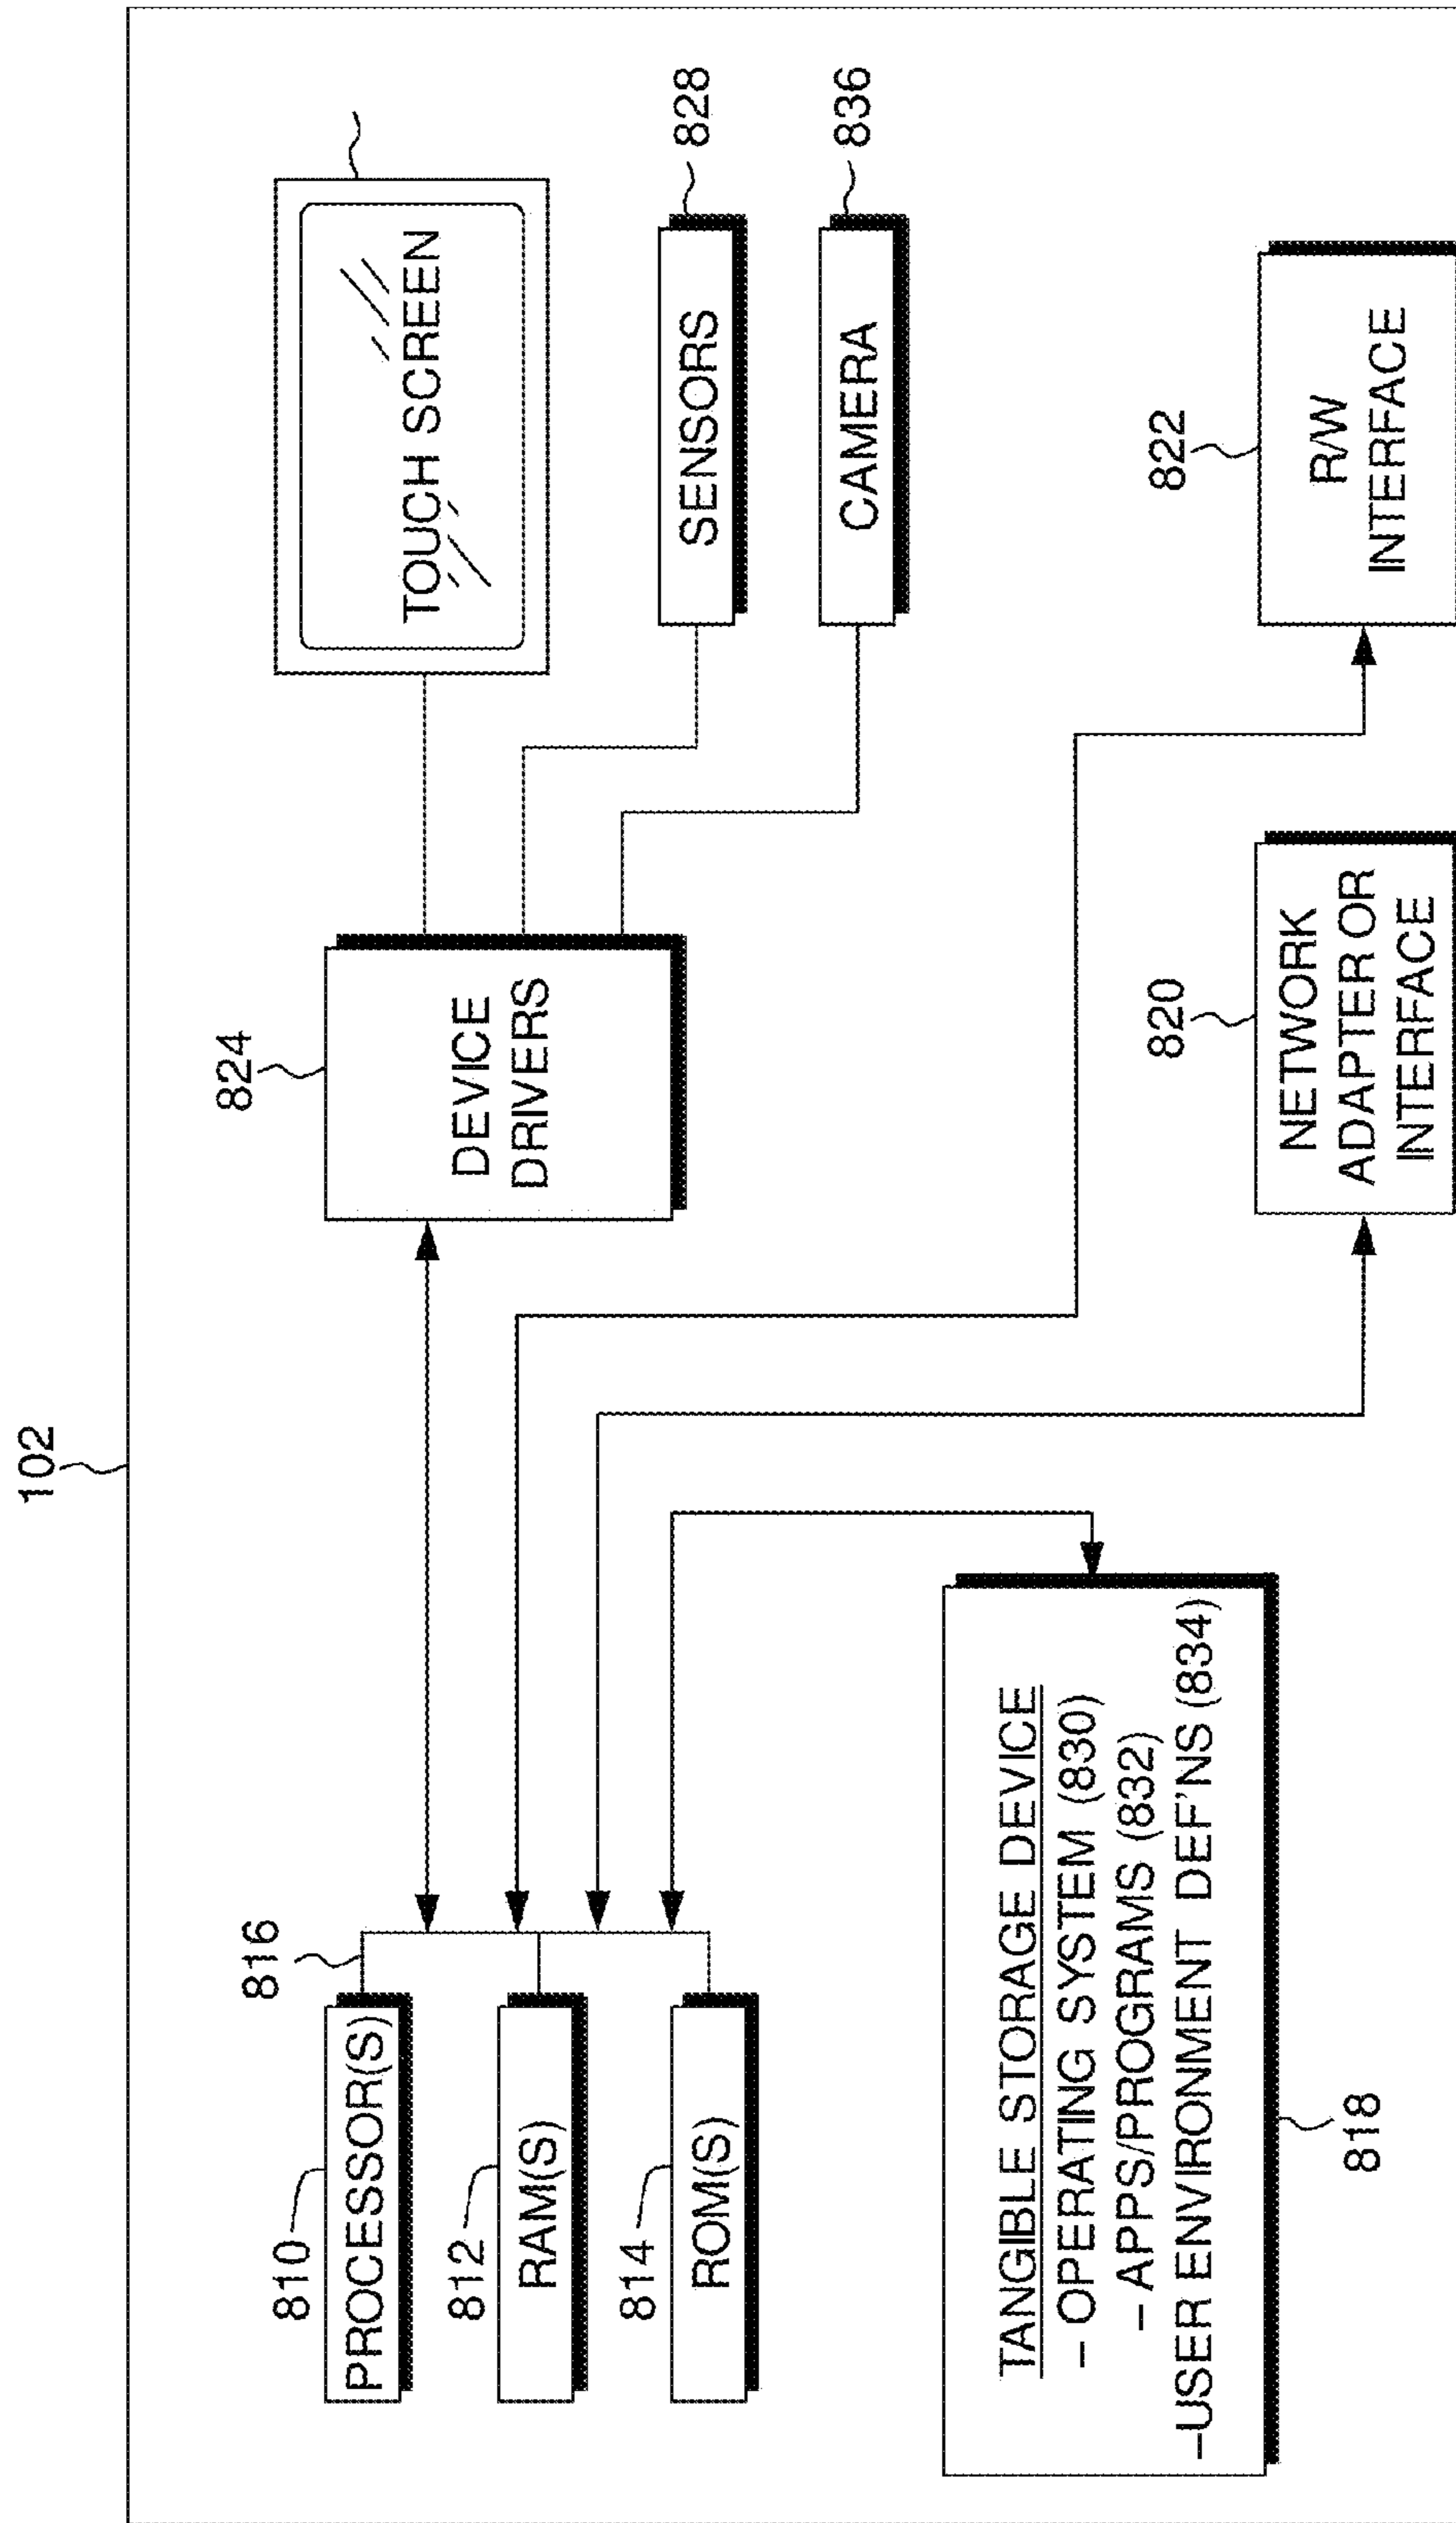 102
810
PROCESSOR(S)
816
812
RAM(S)
814
ROM(S)
824
DEVICE
DRIVERS
TOUCH SCREEN
SENSORS
828
CAMERA
836
TANGIBLE STORAGE DEVICE
– OPERATING SYSTEM (830)
– APPS/PROGRAMS (832)
–USER ENVIRONMENT DEF'NS (834)
818
820
NETWORK
ADAPTER OR
INTERFACE
822
R/W
INTERFACE